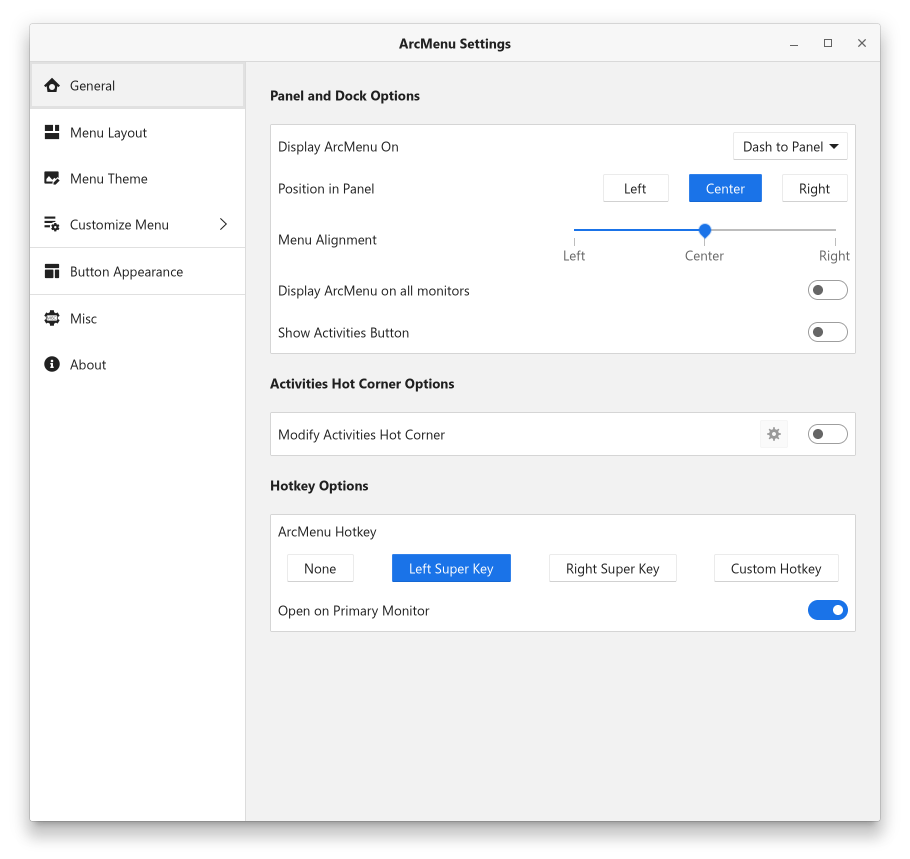 ArcMenu Settings
General
Menu Layout
Menu Theme
Customize Menu
Button Appearance
Misc
About
Panel and Dock Options
Display ArcMenu On
Dash to Panel
Position in Panel
Left
Center
Right
Menu Alignment
Left
Center
Right
Display ArcMenu on all monitors
Show Activities Button
Activities Hot Corner Options
Modify Activities Hot Corner
Hotkey Options
ArcMenu Hotkey
None
Left Super Key
Right Super Key
Custom Hotkey
Open on Primary Monitor